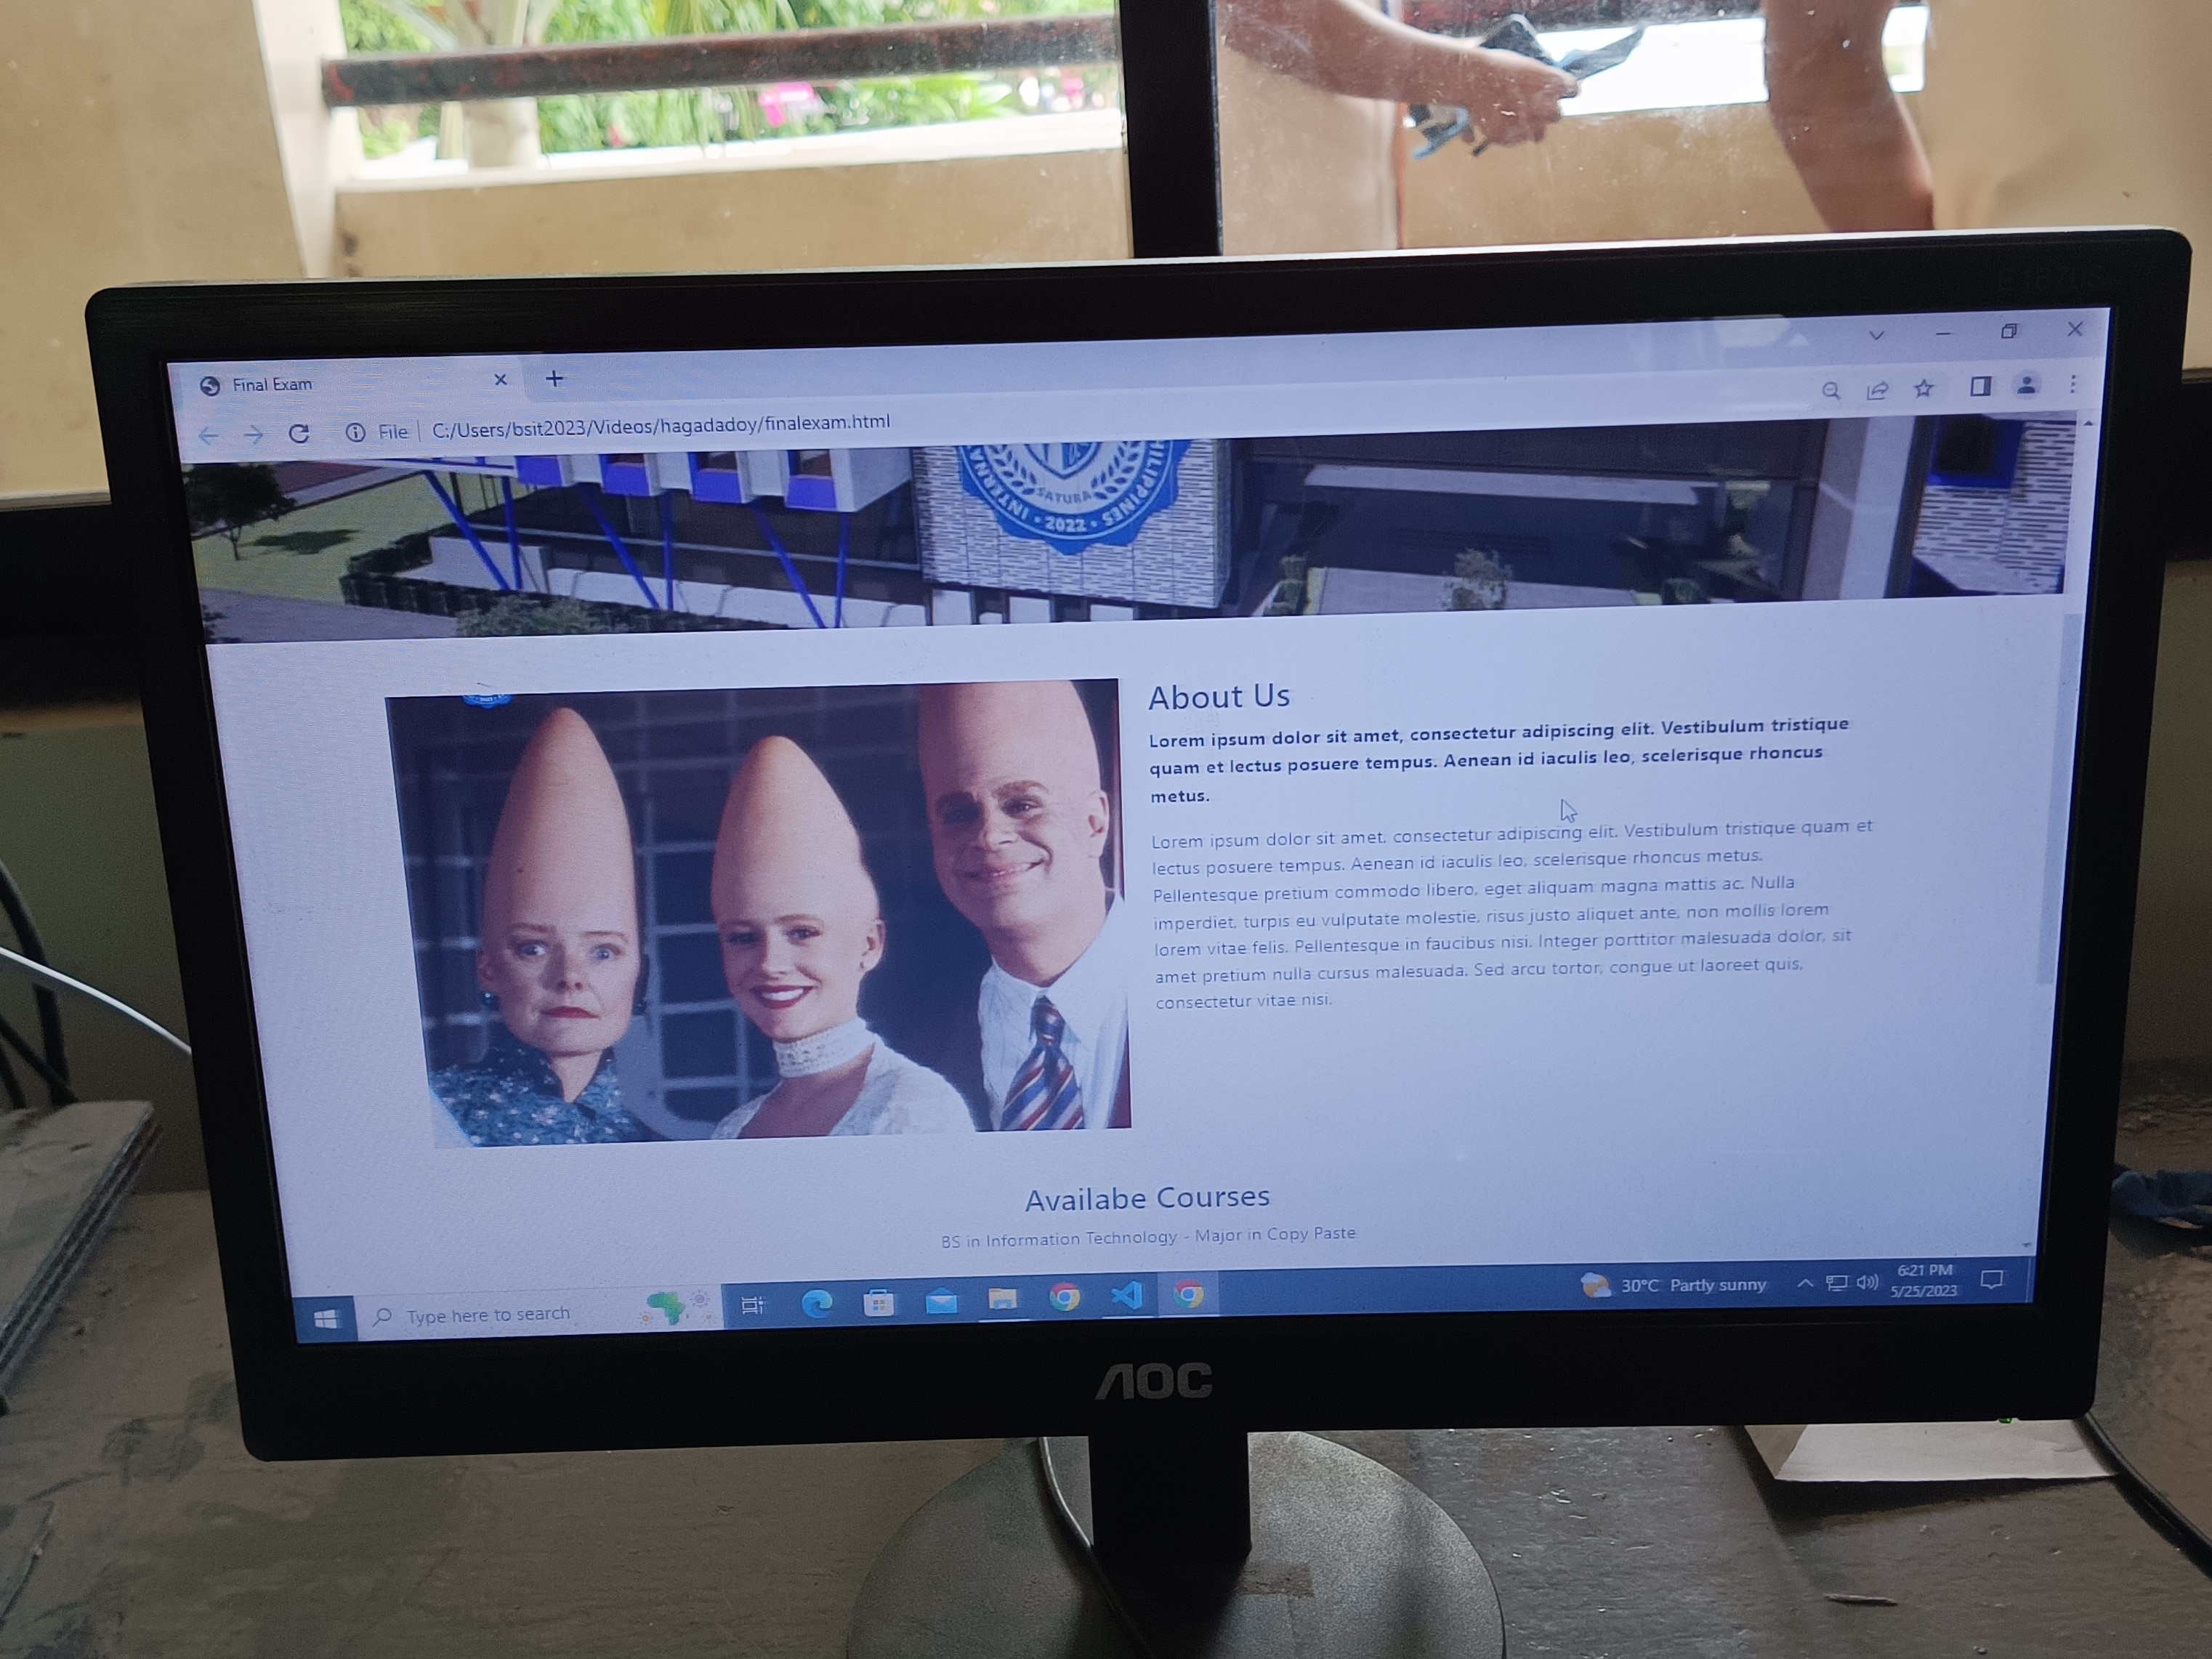 Final Exam
File C:/Users/bsit2023/Videos/hagadadoy/finalexam.html
SATURA
2022
About Us
Lorem ipsum dolor sit amet, consectetur adipiscing elit. Vestibulum tristique
quam et lectus posuere tempus. Aenean id iaculis leo, scelerisque rhoncus
metus.
Lorem ipsum dolor sit amet, consectetur adipiscing elit. Vestibulum tristique quam et
lectus posuere tempus. Aenean id iaculis leo, scelerisque rhoncus metus.
Pellentesque pretium commodo libero, eget aliquam magna mattis ac. Nulla
imperdiet, turpis eu vulputate molestie, risus justo aliquet ante, non mollis lorem
lorem vitae felis. Pellentesque in faucibus nisi. Integer porttitor malesuada dolor, sit
amet pretium nulla cursus malesuada. Sed arcu tortor, congue ut laoreet quis,
consectetur vitae nisi.
Availabe Courses
BS in Information Technology - Major in Copy Paste
Type here to search
30°C Partly sunny
6:21 PM
5/25/2023
AOC